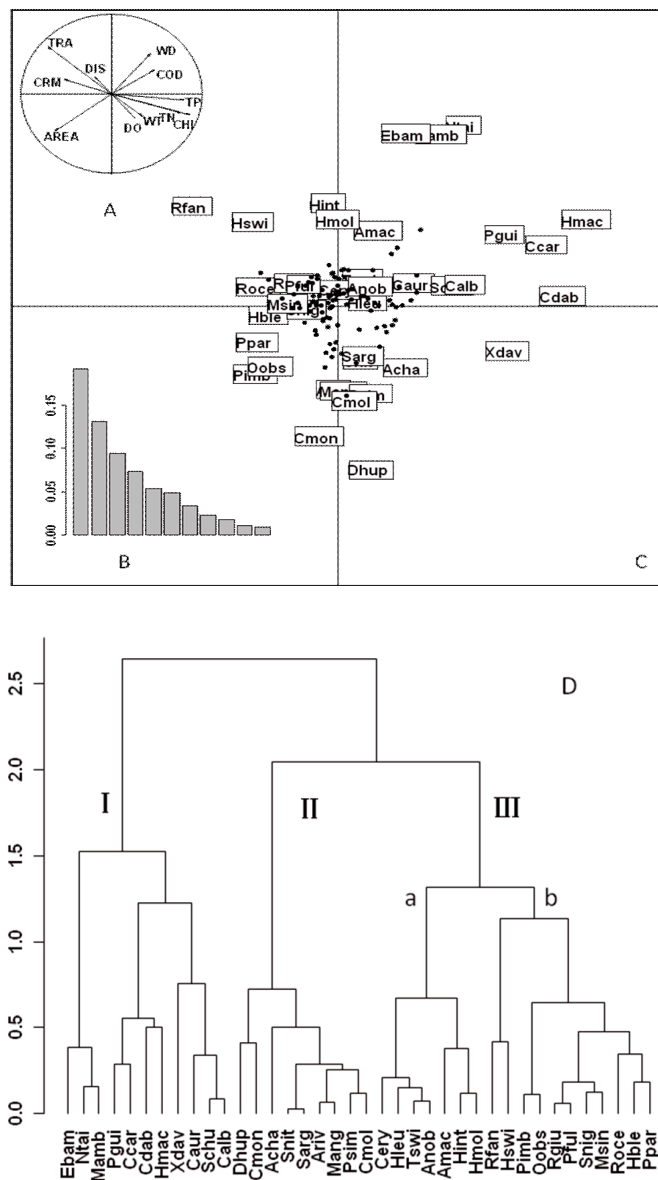 TRA
WD
DIS
COD
CRM
TP
TN
WT
CHL
DO
AREA
A
Ebam
Rfan
Hint
Hswi
Hmol
Amac
Hmac
Pgui
Ccar
Roce
Pful
Anob
Caur
Calb
Cdab
Msin
Hleu
Hble
Ppar
Sarg
Xdav
Oobs
Acha
Pimb
Cmol
Cmon
Dhup
0.15
0.10
0.05
0.00
B
C
D
2.5
2.0
1.5
1.0
0.5
0.0
I
II
III
a
b
Ebam Ntai Mamb Pgui Ccar Cdab Hmac Xdav Caur Schu Calb Dhup Cmon Acha Snit Sarg Ariv Mang Psim Cmol Cery Hleu Tswi Anob Amac Hint Hmol Rfan Hswi Pimb Oobs Rgiu Pful Snig Msin Roce Hble Ppar